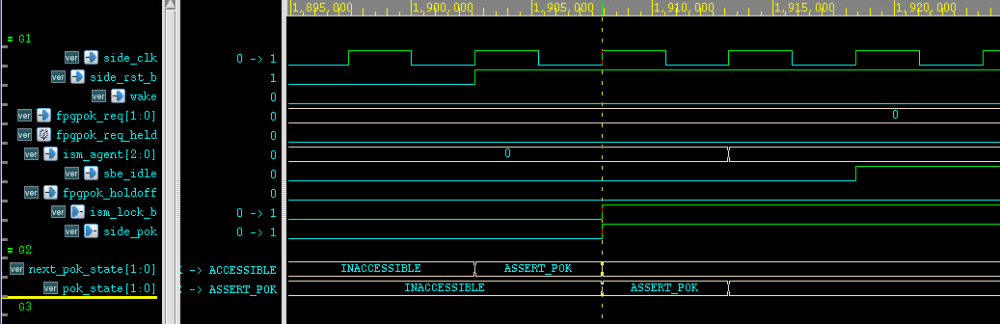 1,895,000 1,900,000 1,905,000 1,910,000 1,915,000 1,920,000
= G1
ver side_clk 0 -> 1
ver side_rst_b 1
ver wake 0
ver fpgpok_req[1:0] 0 0
ver fpgpok_req_held 0
ver ism_agent[2:0] 0 0
ver sbe_idle 0
ver fpgpok_holdoff 0
ver ism_lock_b 0 -> 1
ver side_pok 0 -> 1
= G2
ver next_pok_state[1:0] -> ACCESSIBLE INACCESSIBLE ASSERT_POK
ver pok_state[1:0] -> ASSERT_POK INACCESSIBLE ASSERT_POK
G3